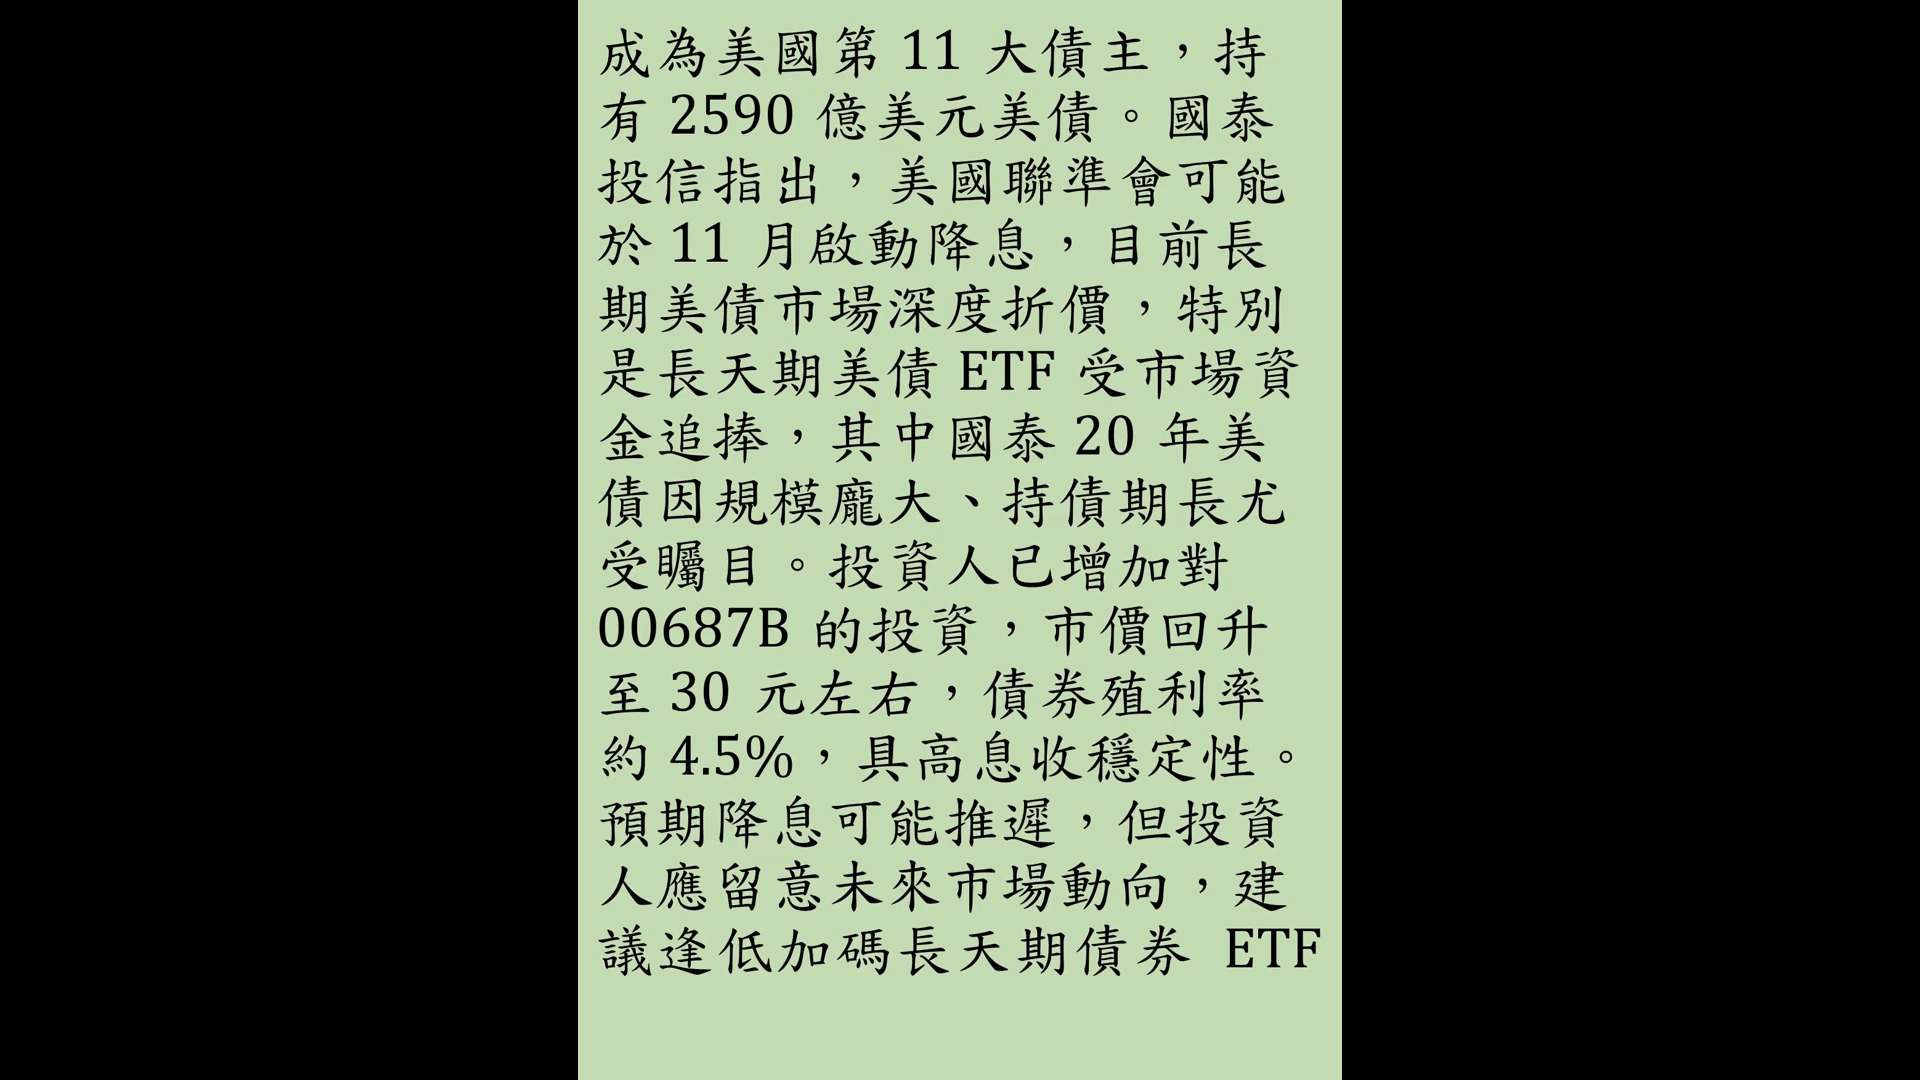 成為美國第 11 大債主，持
有 2590 億美元美債。國泰
投信指出，美國聯準會可能
於 11 月啟動降息，目前長
期美債市場深度折價，特別
是長天期美債 ETF 受市場資
金追捧，其中國泰 20 年美
債因規模龐大、持債期長尤
受矚目。投資人已增加對
00687B 的投資，市價回升
至 30 元左右，債券殖利率
約 4.5%，具高息收穩定性。
預期降息可能推遲，但投資
人應留意未來市場動向，建
議逢低加碼長天期債券 ETF